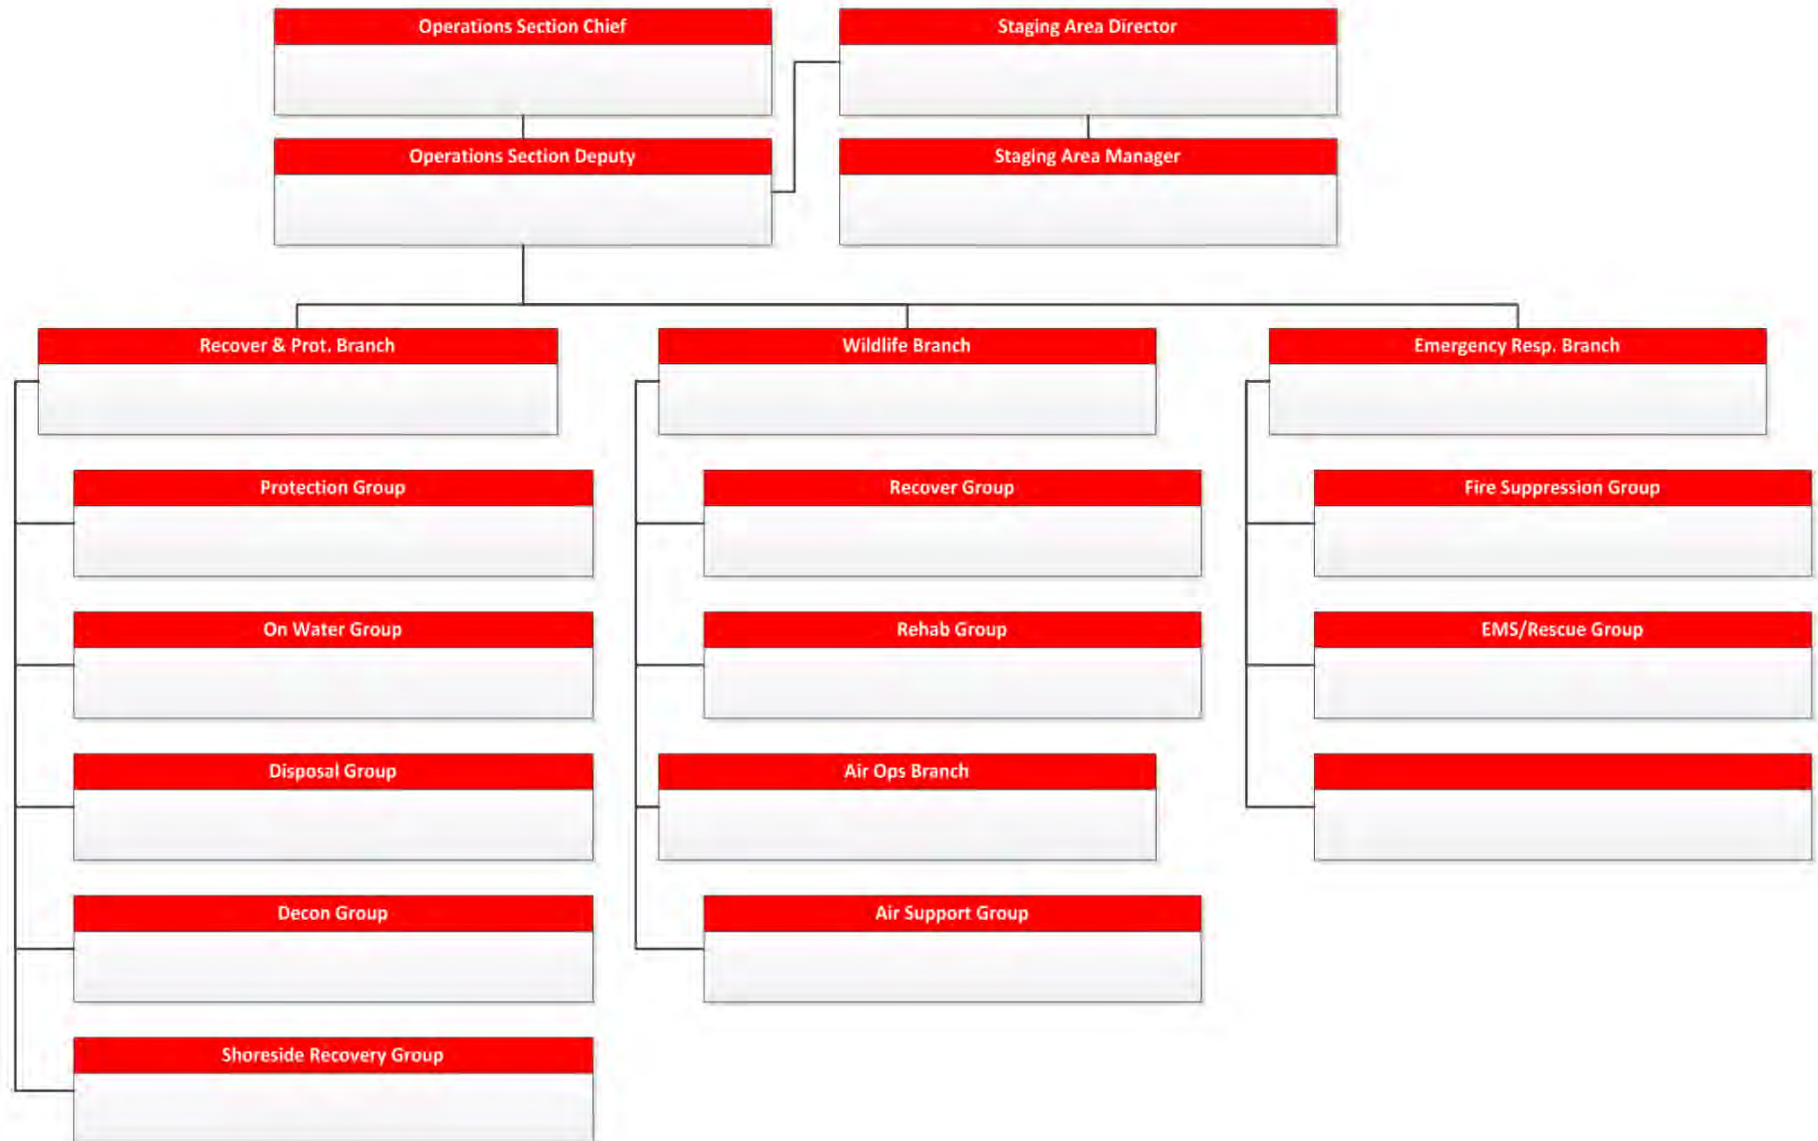 Operations Section Chief
Staging Area Director
Operations Section Deputy
Staging Area Manager
Recover & Prot. Branch
Wildlife Branch
Emergency Resp. Branch
Protection Group
Recover Group
Fire Suppression Group
On Water Group
Rehab Group
EMS/Rescue Group
Disposal Group
Air Ops Branch
Decon Group
Air Support Group
Shoreside Recovery Group